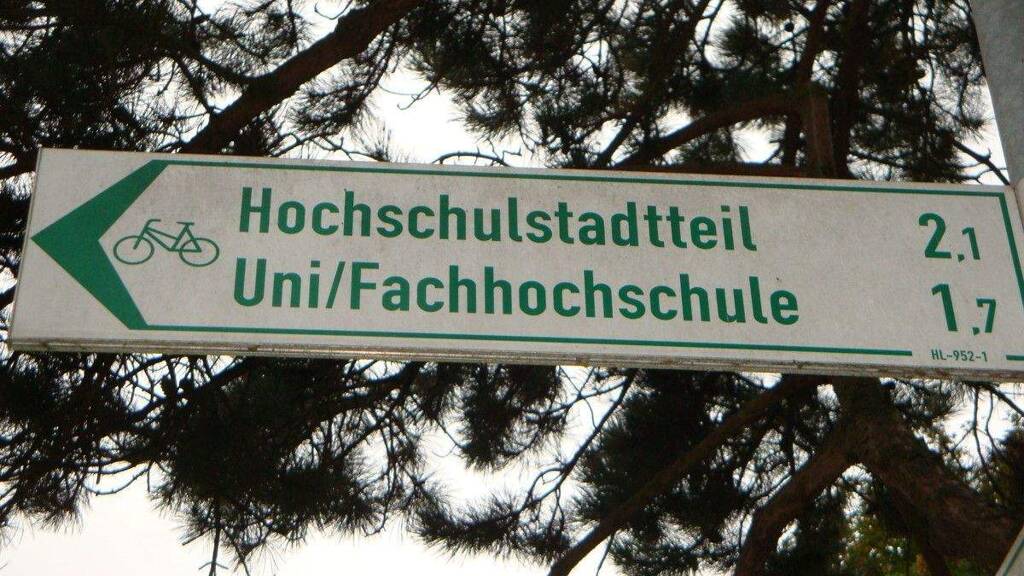 Hochschulstadtteil 2,1
Uni/Fachhochschule 1,7
HL-952-1